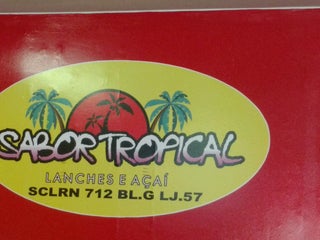 SABOR TROPICAL
LANCHES E AÇAÍ
SCLRN 712 BL.G LJ.57